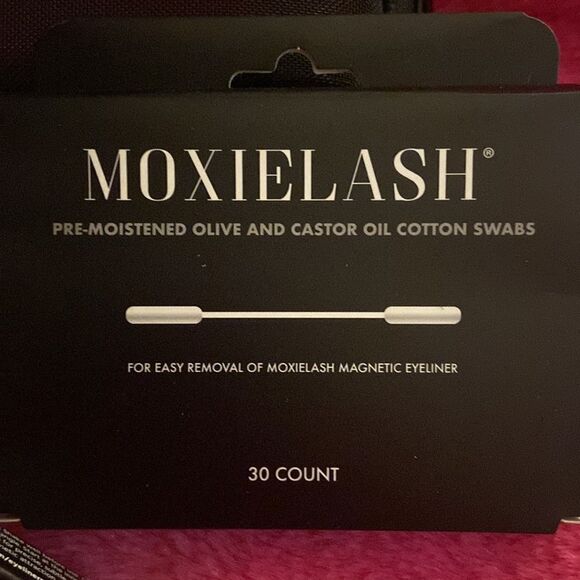 MOXIELASH®
PRE-MOISTENED OLIVE AND CASTOR OIL COTTON SWABS
FOR EASY REMOVAL OF MOXIELASH MAGNETIC EYELINER
30 COUNT